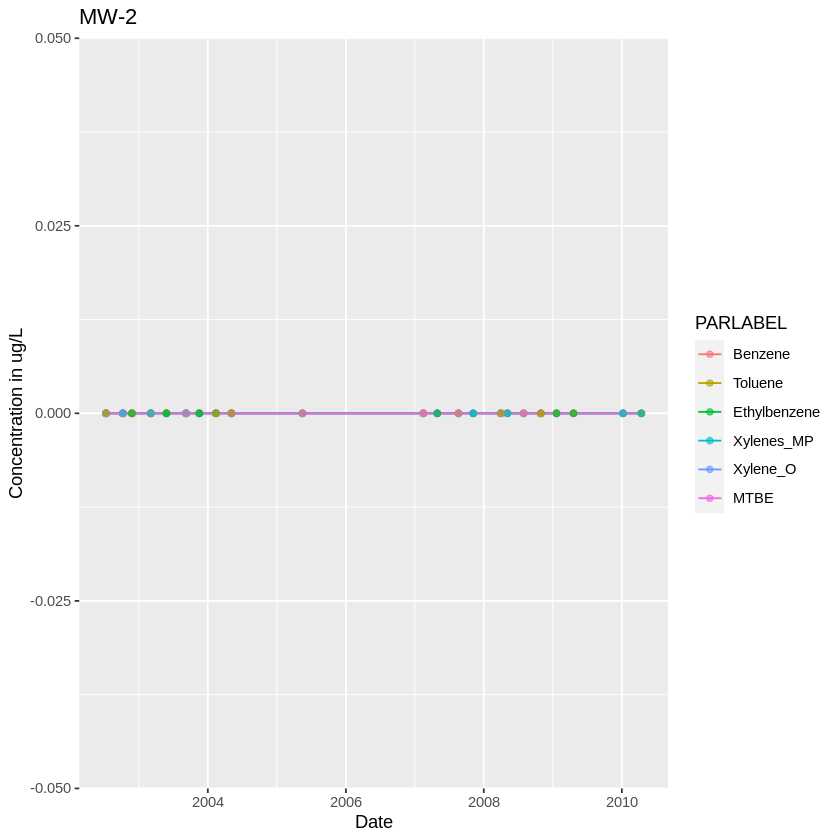 MW-2
0.050
0.025
0.000
-0.025
-0.050
Concentration in ug/L
2004
2006
2008
2010
Date
PARLABEL
Benzene
Toluene
Ethylbenzene
Xylenes_MP
Xylene_O
MTBE